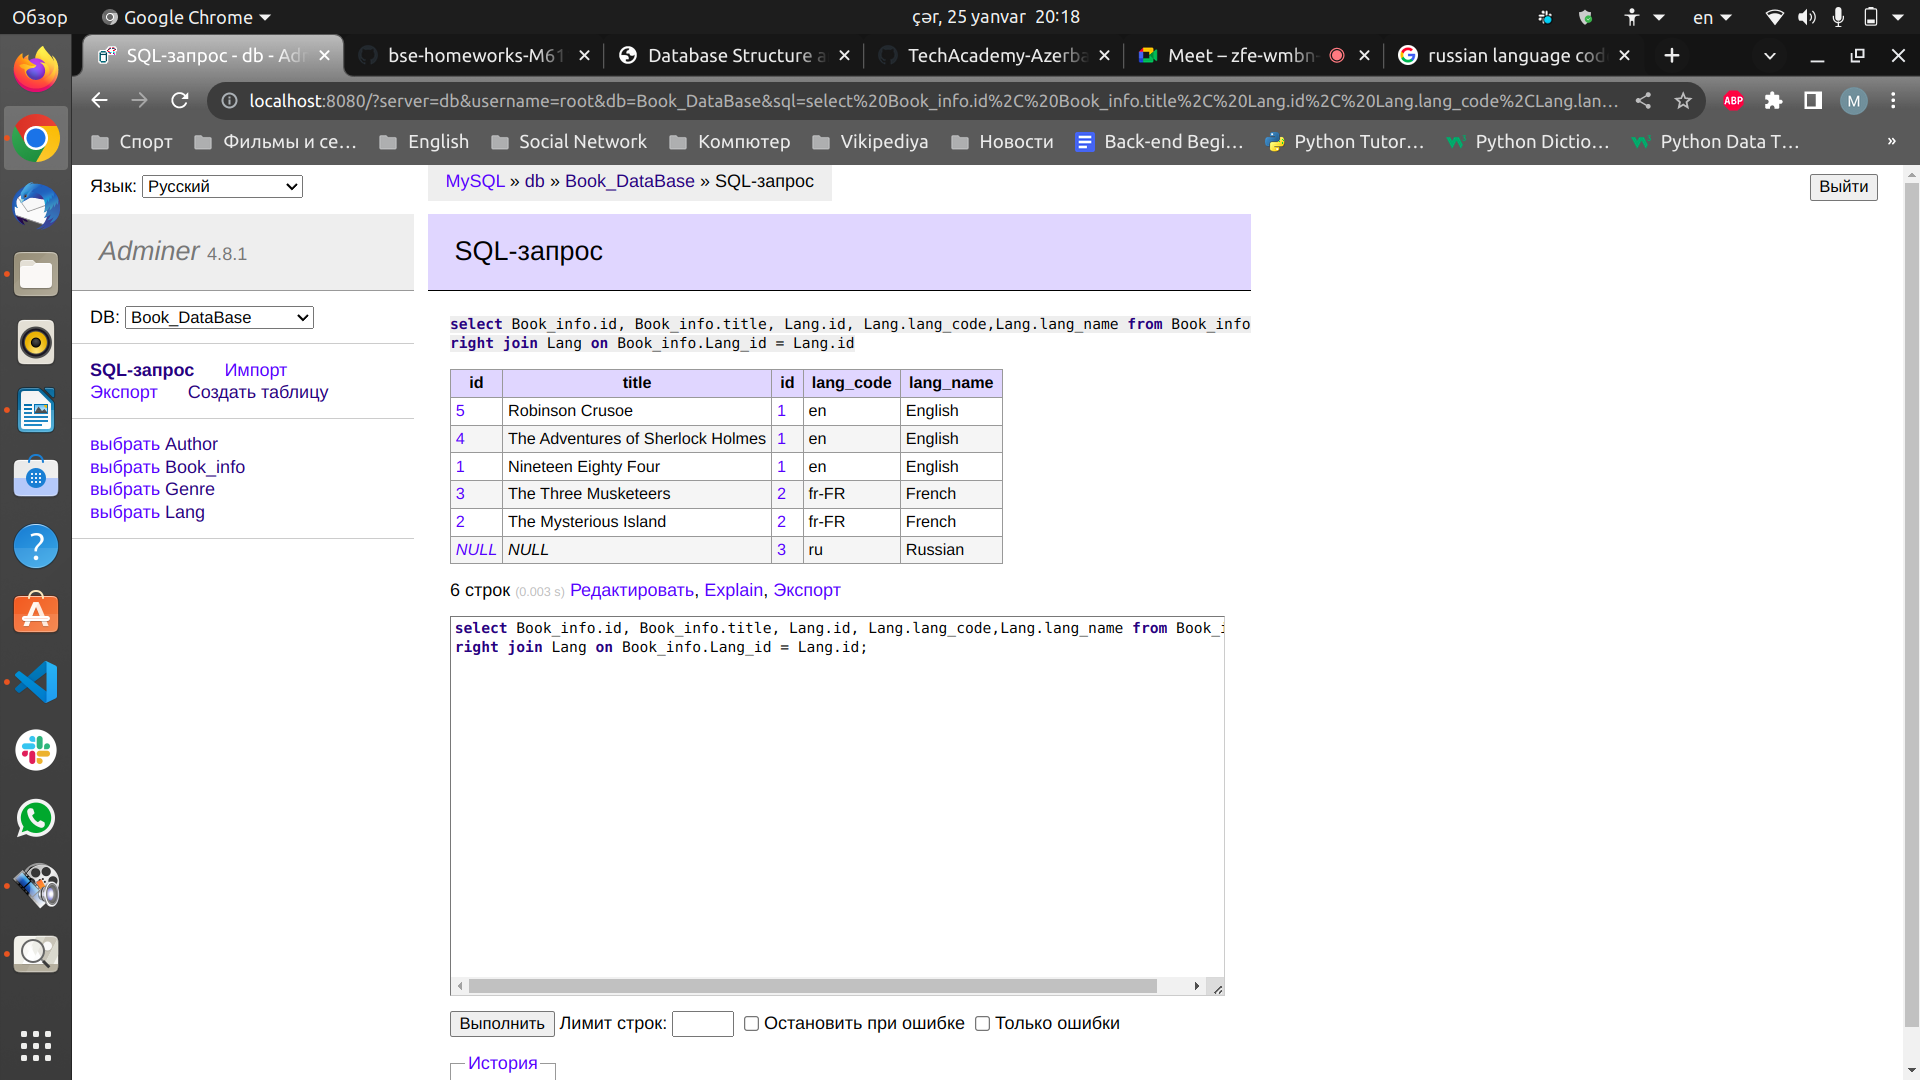 Обзор
Google Chrome
çər, 25 yanvar 20:18
en
SQL-запрос - db - Ad
bse-homeworks-M61
Database Structure a
TechAcademy-Azerba
Meet – zfe-wmbn-
russian language cod
localhost:8080/?server=db&username=root&db=Book_DataBase&sql=select%20Book_info.id%2C%20Book_info.title%2C%20Lang.id%2C%20Lang.lang_code%2CLang.lan...
ABP
M
Спорт
Фильмы и се...
English
Social Network
Компютер
Vikipediya
Новости
Back-end Begi...
Python Tutor...
Python Dictio...
Python Data T...
»
Язык: Русский
MySQL » db » Book_DataBase » SQL-запрос
Выйти
Adminer 4.8.1
SQL-запрос
DB: Book_DataBase
SQL-запрос Импорт
Экспорт Создать таблицу
выбрать Author
выбрать Book_info
выбрать Genre
выбрать Lang
select Book_info.id, Book_info.title, Lang.id, Lang.lang_code,Lang.lang_name from Book_info
right join Lang on Book_info.Lang_id = Lang.id
id title id lang_code lang_name
5 Robinson Crusoe 1 en English
4 The Adventures of Sherlock Holmes 1 en English
1 Nineteen Eighty Four 1 en English
3 The Three Musketeers 2 fr-FR French
2 The Mysterious Island 2 fr-FR French
NULL NULL 3 ru Russian
6 строк (0.003 s) Редактировать, Explain, Экспорт
select Book_info.id, Book_info.title, Lang.id, Lang.lang_code,Lang.lang_name from Book_i
right join Lang on Book_info.Lang_id = Lang.id;
Выполнить Лимит строк: Остановить при ошибке Только ошибки
История